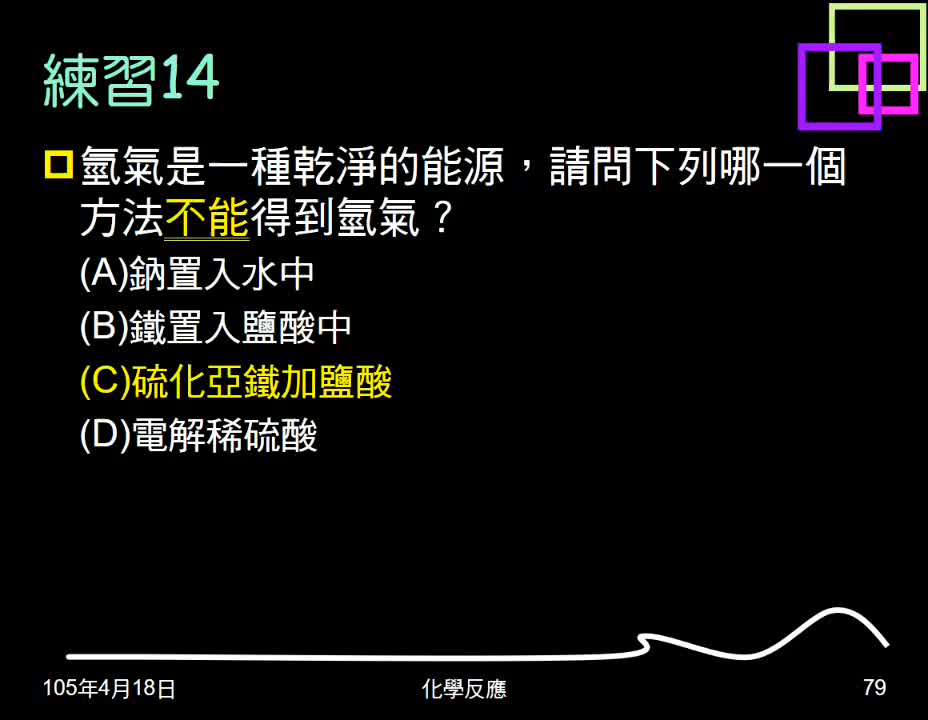 練習14
氫氣是一種乾淨的能源，請問下列哪一個
方法不能得到氫氣？
(A)鈉置入水中
(B)鐵置入鹽酸中
(C)硫化亞鐵加鹽酸
(D)電解稀硫酸
105年4月18日
化學反應
79